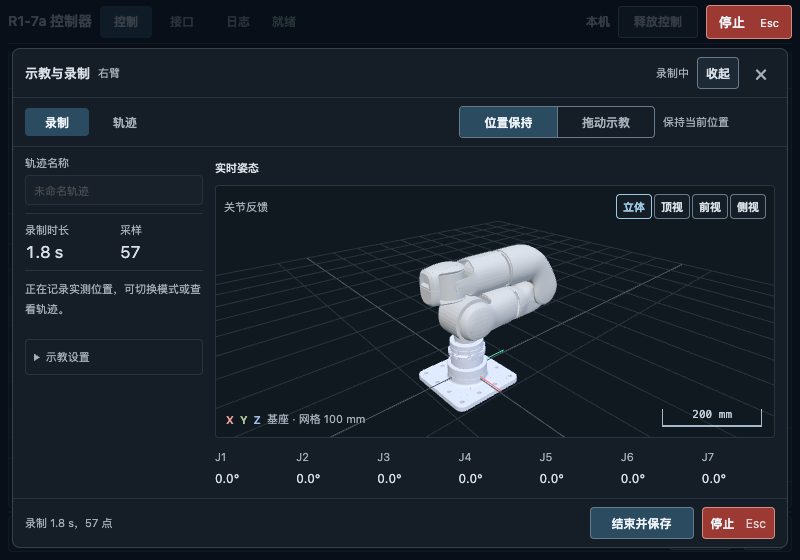 R1-7a 控制器 控制 接口 日志 就绪 本机 释放控制 停止 Esc
示教与录制 右臂 录制中 收起 ×
录制 轨迹 位置保持 拖动示教 保持当前位置
轨迹名称
未命名轨迹
录制时长 采样
1.8 s 57
正在记录实测位置，可切换模式或查
看轨迹。
▶ 示教设置
实时姿态
关节反馈 立体 顶视 前视 侧视
X Y Z 基座 · 网格 100 mm 200 mm
J1 J2 J3 J4 J5 J6 J7
0.0° 0.0° 0.0° 0.0° 0.0° 0.0° 0.0°
录制 1.8 s，57 点 结束并保存 停止 Esc